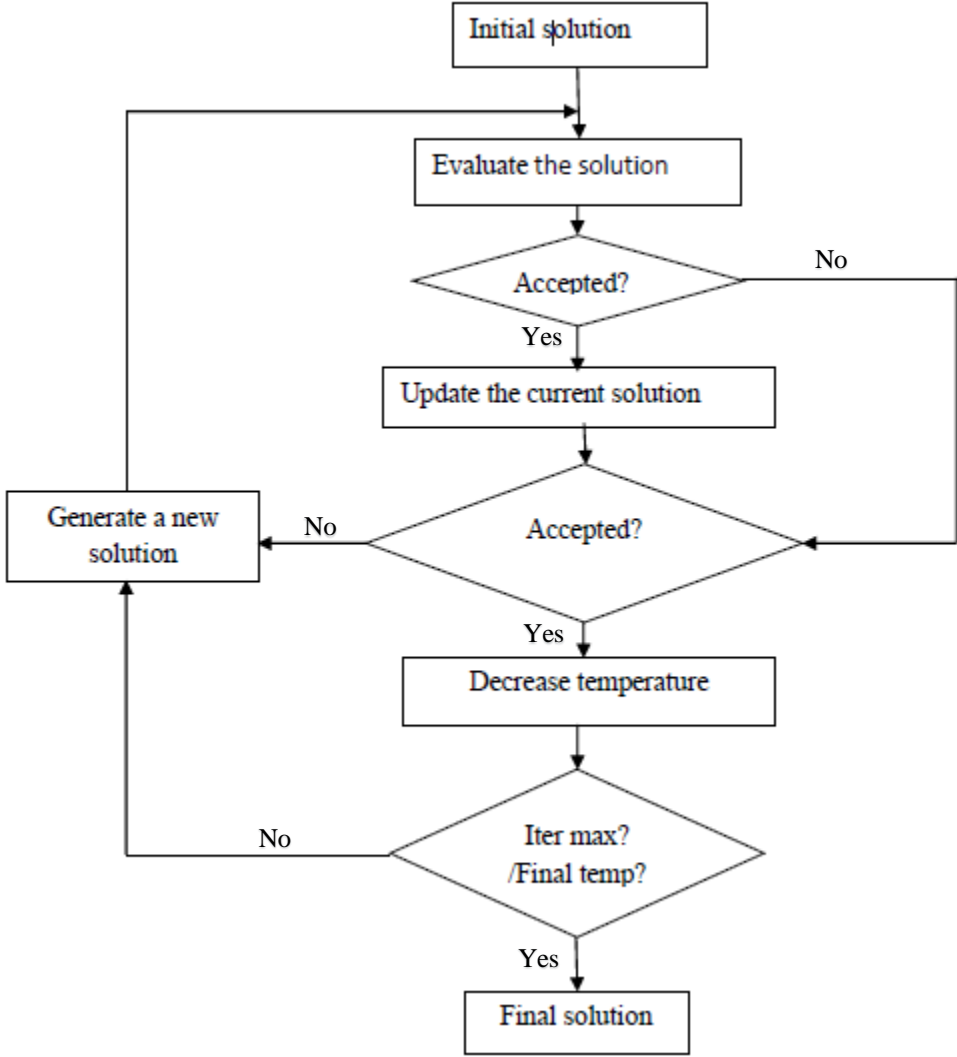 Initial solution
Evaluate the solution
No
Accepted?
Yes
Update the current solution
Generate a new
solution
No
Accepted?
Yes
Decrease temperature
No
Iter max?
/Final temp?
Yes
Final solution